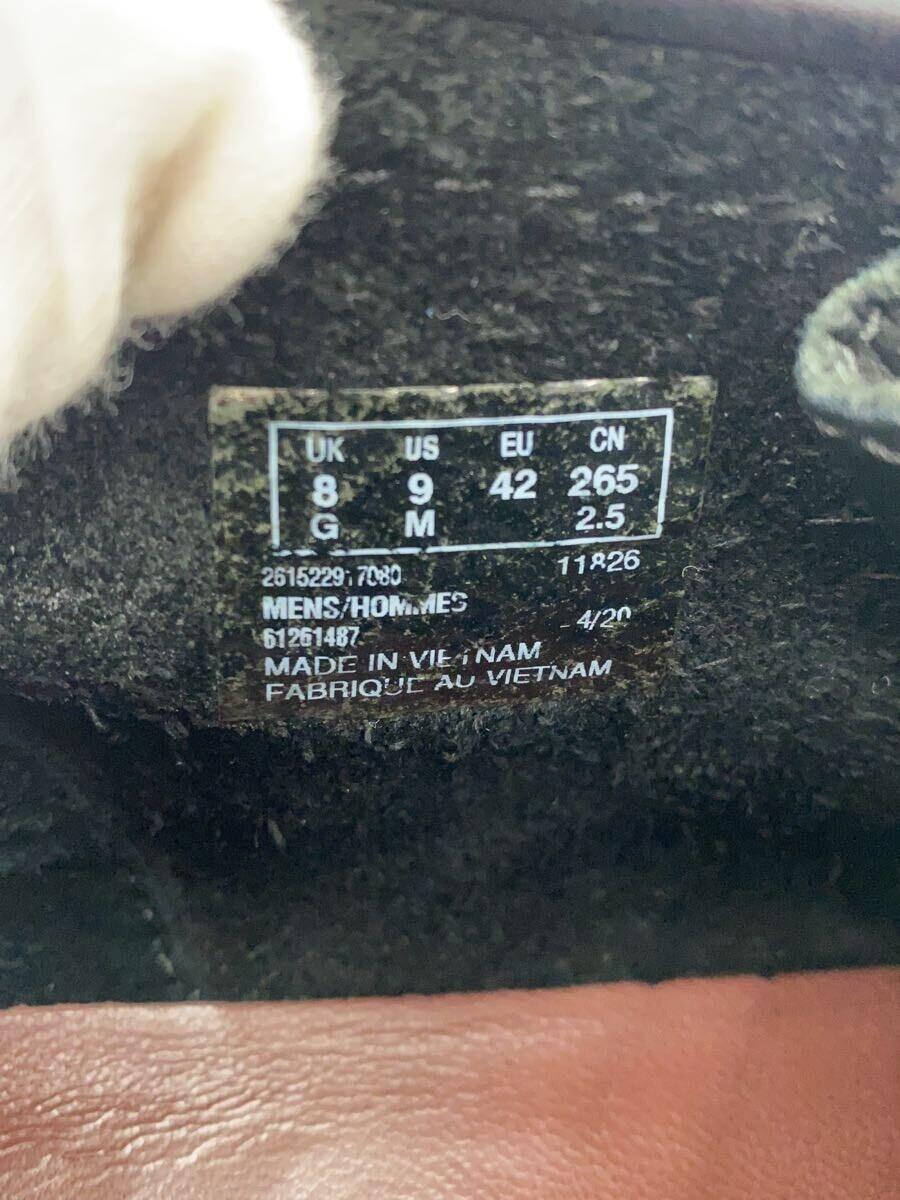 UK US EU CN
8 9 42 265
G M 2.5
261522917080 11826
MENS/HOMMES
61261487 4/20
MADE IN VIETNAM
FABRIQUE AU VIETNAM